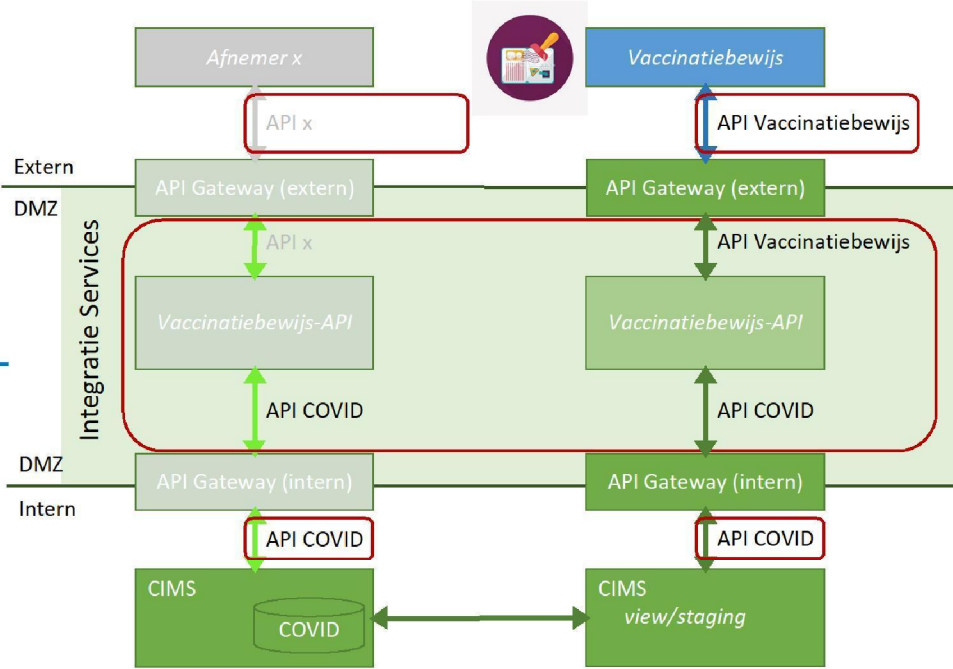 Afnemer x
Vaccinatiebewijs
API x
API Vaccinatiebewijs
Extern
API Gateway (extern)
API Gateway (extern)
DMZ
API x
API Vaccinatiebewijs
Integratie Services
Vaccinatiebewijs-API
Vaccinatiebewijs-API
API COVID
API COVID
DMZ
API Gateway (intern)
API Gateway (intern)
Intern
API COVID
API COVID
CIMS
CIMS
view/staging
COVID